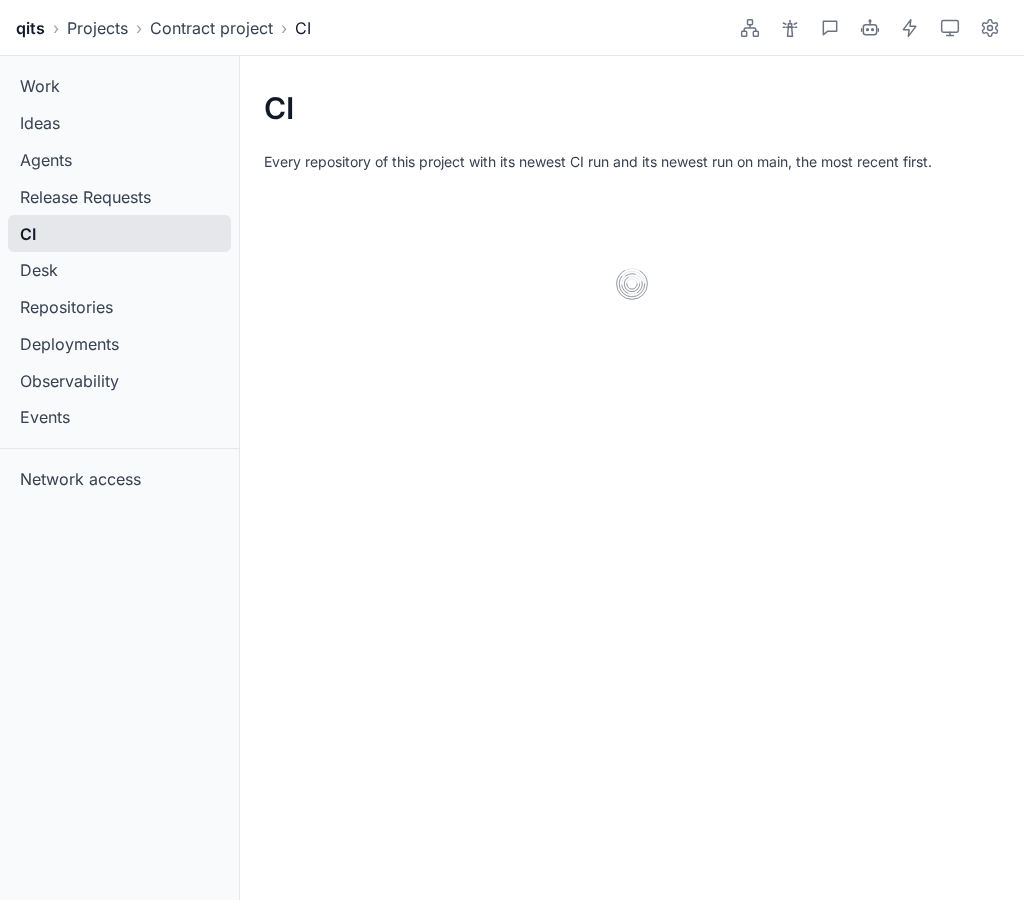 qits › Projects › Contract project › CI
Work
Ideas
Agents
Release Requests
CI
Desk
Repositories
Deployments
Observability
Events
Network access
CI
Every repository of this project with its newest CI run and its newest run on main, the most recent first.